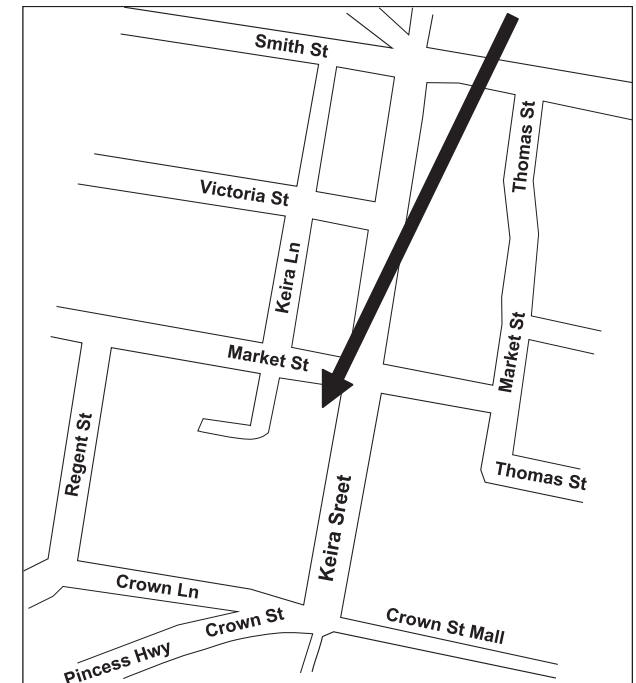 Smith St
Thomas St
Victoria St
Keira Ln
Market St
Market St
Regent St
Thomas St
Keira Sreet
Crown Ln
Crown St
Crown St Mall
Pincess Hwy